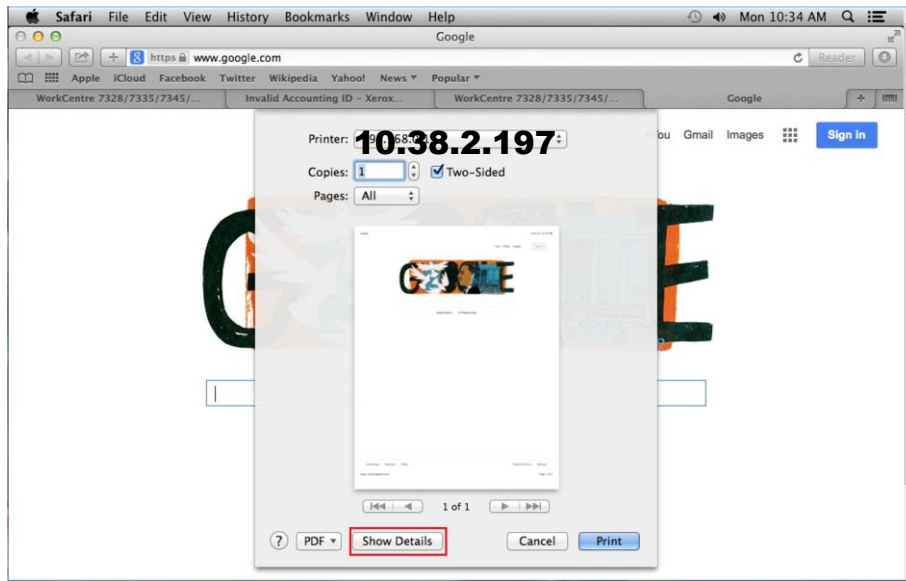 Safari File Edit View History Bookmarks Window Help Mon 10:34 AM
Google
https www.google.com Reader
Apple iCloud Facebook Twitter Wikipedia Yahoo! News Popular
WorkCentre 7328/7335/7345/... Invalid Accounting ID – Xerox... WorkCentre 7328/7335/7345/... Google
You Gmail Images Sign in
Printer: 10.38.2.197
Copies: 1 Two-Sided
Pages: All
1 of 1
? PDF Show Details Cancel Print